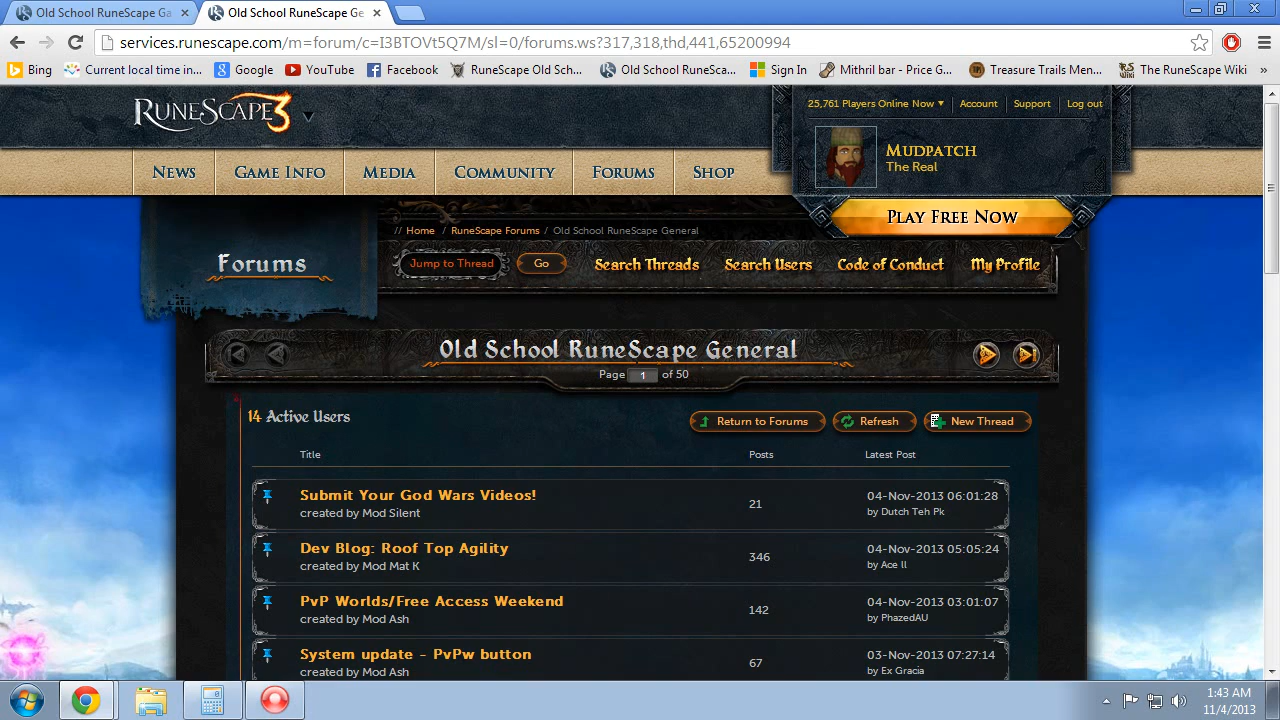 Old School RuneScape Ga
Old School RuneScape Ge
services.runescape.com/m=forum/c=I3BTOVt5Q7M/sl=0/forums.ws?317,318,thd,441,65200994
Bing
Current local time in...
Google
YouTube
Facebook
RuneScape Old Sch...
Old School RuneSca...
Sign In
Mithril bar - Price G...
Treasure Trails Men...
The RuneScape Wiki
»
RuneScape 3
25,761 Players Online Now
Account
Support
Log out
Mudpatch
The Real
News
Game Info
Media
Community
Forums
Shop
Play Free Now
// Home / RuneScape Forums / Old School RuneScape General
Forums
Jump to Thread
Go
Search Threads
Search Users
Code of Conduct
My Profile
Old School RuneScape General
Page 1 of 50
14 Active Users
Return to Forums
Refresh
New Thread
Title
Posts
Latest Post
Submit Your God Wars Videos!
created by Mod Silent
21
04-Nov-2013 06:01:28
by Dutch Teh Pk
Dev Blog: Roof Top Agility
created by Mod Mat K
346
04-Nov-2013 05:05:24
by Ace ll
PvP Worlds/Free Access Weekend
created by Mod Ash
142
04-Nov-2013 03:01:07
by PhazedAU
System update - PvPw button
created by Mod Ash
67
03-Nov-2013 07:27:14
by Ex Gracia
1:43 AM
11/4/2013